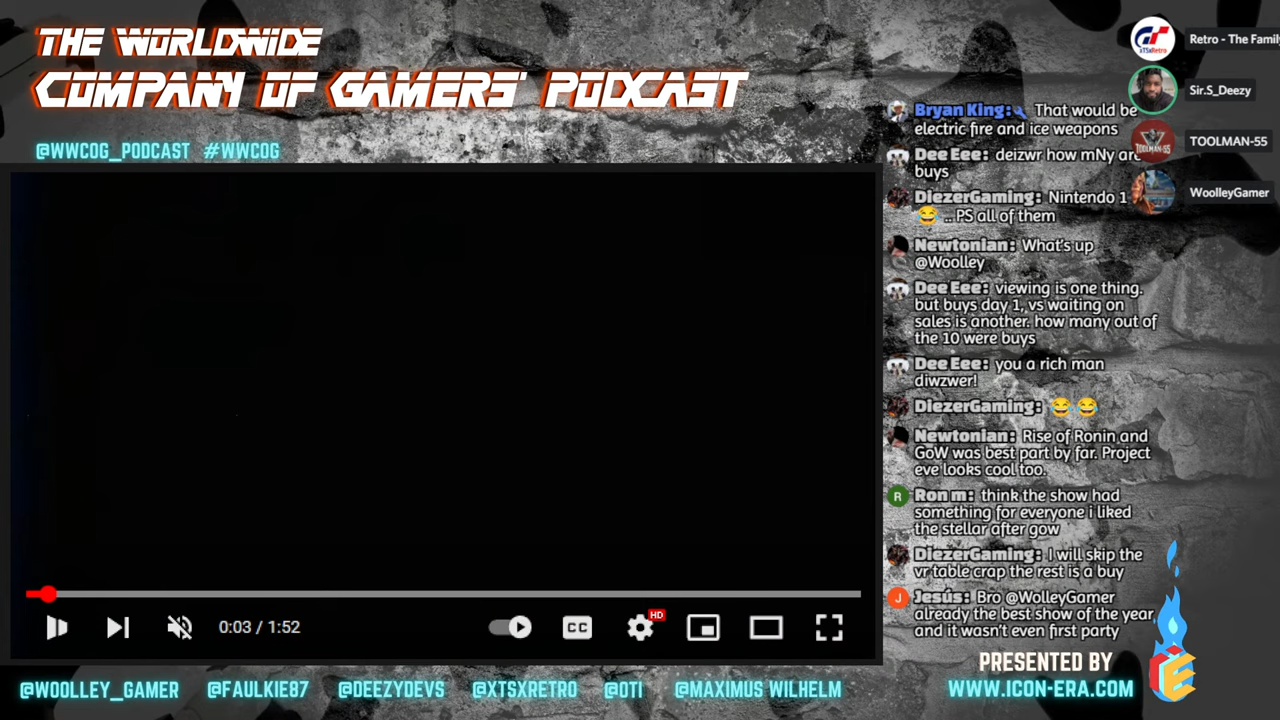 THE WORLDWIDE
COMPANY OF GAMERS' PODCAST
@WWCOG_PODCAST #WWCOG
Retro - The Family
xTSxRetro
Sir.S_Deezy
TOOLMAN-55
TOOLMAN-55
WoolleyGamer
Bryan King: That would be
electric fire and ice weapons
Dee Eee: deizwr how mNy are
buys
DiezerGaming: Nintendo 1
😂 ...PS all of them
Newtonian: What's up
@Woolley
Dee Eee: viewing is one thing.
but buys day 1, vs waiting on
sales is another. how many out of
the 10 were buys
Dee Eee: you a rich man
diwzwer!
DiezerGaming: 😂😂
Newtonian: Rise of Ronin and
GoW was best part by far. Project
eve looks cool too.
R
Ron m: think the show had
something for everyone i liked
the stellar after gow
DiezerGaming: I will skip the
vr table crap the rest is a buy
J
Jesús: Bro @WolleyGamer
already the best show of the year,
and it wasn't even first party
0:03 / 1:52
CC
HD
PRESENTED BY
WWW.ICON-ERA.COM
@WOOLLEY_GAMER @FAULKIE87 @DEEZYDEVS @XTSXRETRO @OTI @MAXIMUS WILHELM